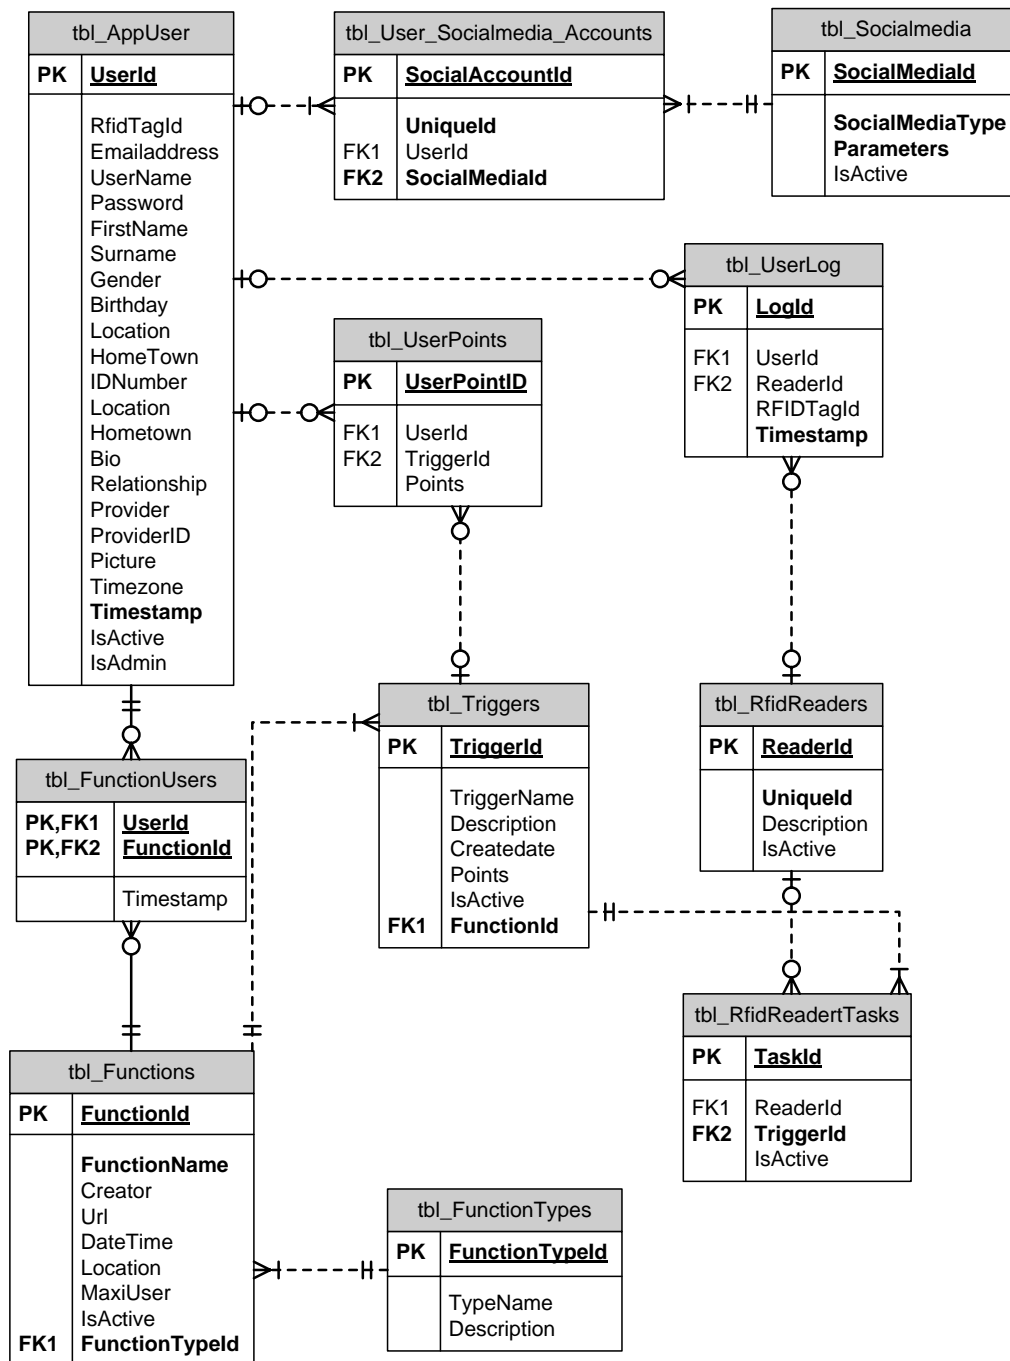 tbl_AppUser
PK UserId
RfidTagId
Emailaddress
UserName
Password
FirstName
Surname
Gender
Birthday
Location
HomeTown
IDNumber
Location
Hometown
Bio
Relationship
Provider
ProviderID
Picture
Timezone
Timestamp
IsActive
IsAdmin
tbl_User_Socialmedia_Accounts
PK SocialAccountId
UniqueId
FK1 UserId
FK2 SocialMediaId
tbl_Socialmedia
PK SocialMediaId
SocialMediaType
Parameters
IsActive
tbl_UserLog
PK LogId
FK1 UserId
FK2 ReaderId
RFIDTagId
Timestamp
tbl_UserPoints
PK UserPointID
FK1 UserId
FK2 TriggerId
Points
tbl_Triggers
PK TriggerId
TriggerName
Description
Createdate
Points
IsActive
FK1 FunctionId
tbl_RfidReaders
PK ReaderId
UniqueId
Description
IsActive
tbl_FunctionUsers
PK,FK1 UserId
PK,FK2 FunctionId
Timestamp
tbl_RfidReadertTasks
PK TaskId
FK1 ReaderId
FK2 TriggerId
IsActive
tbl_Functions
PK FunctionId
FunctionName
Creator
Url
DateTime
Location
MaxiUser
IsActive
FK1 FunctionTypeId
tbl_FunctionTypes
PK FunctionTypeId
TypeName
Description